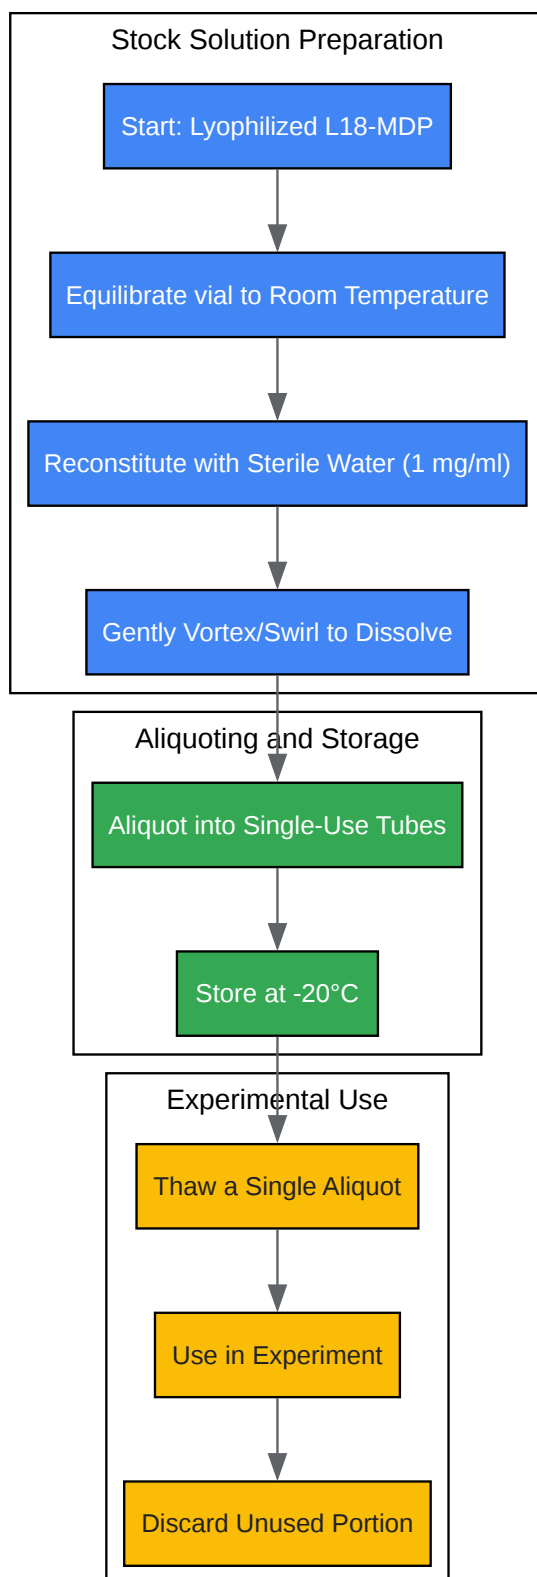 Stock Solution Preparation
Start: Lyophilized L18-MDP
Equilibrate vial to Room Temperature
Reconstitute with Sterile Water (1 mg/ml)
Gently Vortex/Swirl to Dissolve
Aliquoting and Storage
Aliquot into Single-Use Tubes
Store at -20°C
Experimental Use
Thaw a Single Aliquot
Use in Experiment
Discard Unused Portion